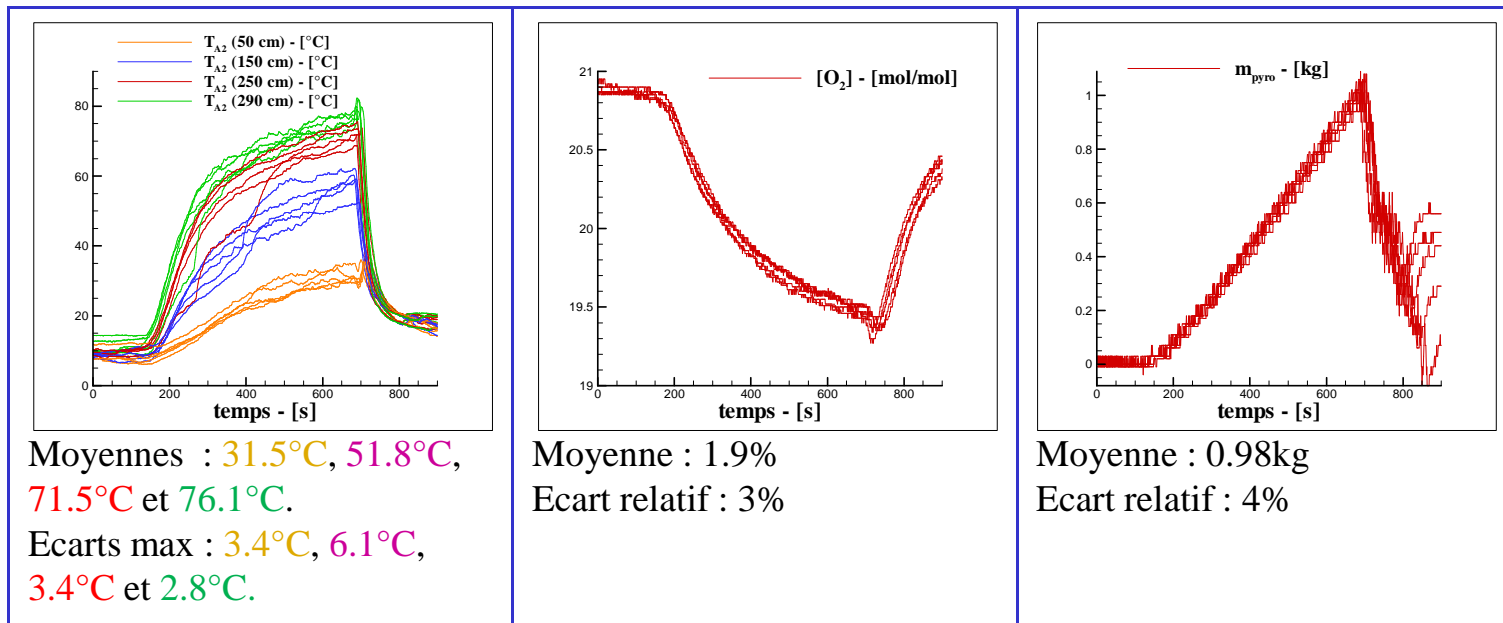 T_A2 (50 cm) - [°C]
T_A2 (150 cm) - [°C]
T_A2 (250 cm) - [°C]
T_A2 (290 cm) - [°C]
80
60
40
20
0
0 200 400 600 800
temps - [s]
Moyennes : 31.5°C, 51.8°C,
71.5°C et 76.1°C.
Ecarts max : 3.4°C, 6.1°C,
3.4°C et 2.8°C.
[O₂] - [mol/mol]
21
20.5
20
19.5
19
0 200 400 600 800
temps - [s]
Moyenne : 1.9%
Ecart relatif : 3%
m_pyro - [kg]
1
0.8
0.6
0.4
0.2
0
0 200 400 600 800
temps - [s]
Moyenne : 0.98kg
Ecart relatif : 4%